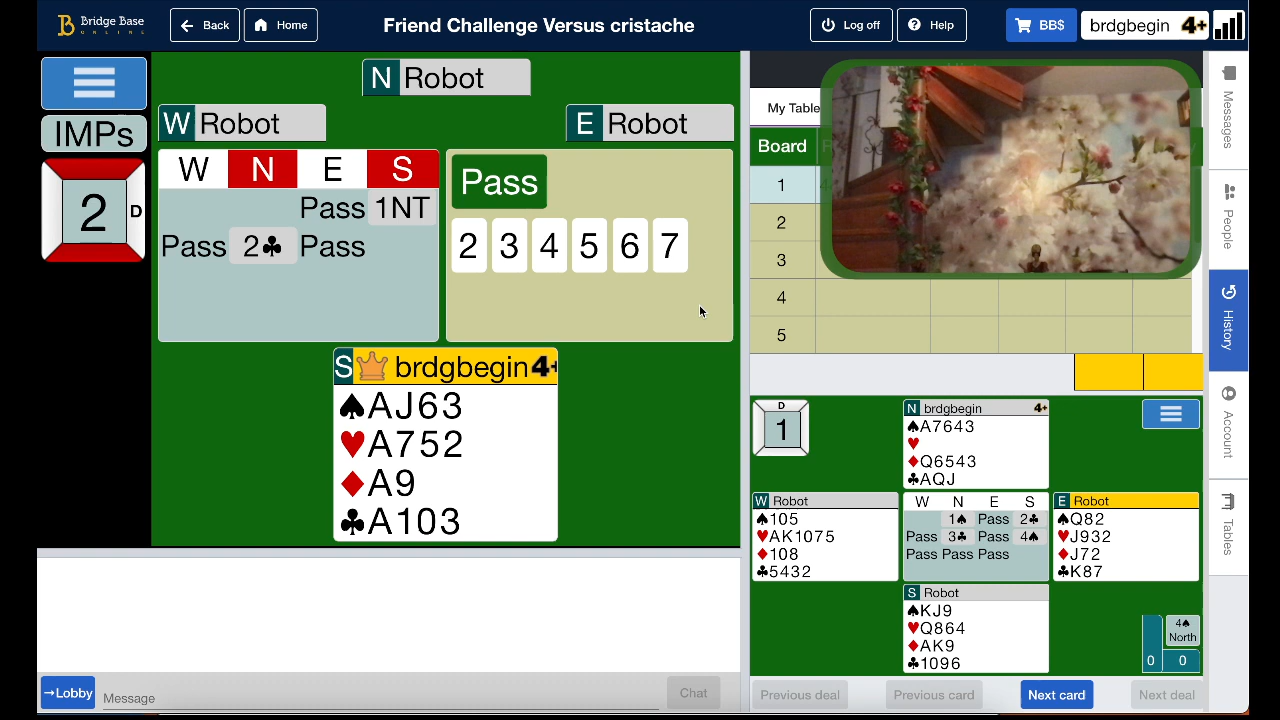 Bridge Base
ONLINE
Back
Home
Friend Challenge Versus cristache
Log off
Help
BB$
brdgbegin 4+
IMPs
2
D
N Robot
W Robot
E Robot
W N E S
Pass 1NT
Pass 2♣ Pass
Pass
2 3 4 5 6 7
S brdgbegin 4+
♠AJ63
♥A752
♦A9
♣A103
→Lobby
Message
Chat
My Table
Board
1
2
3
4
5
D
1
N brdgbegin 4+
♠A7643
♥
♦Q6543
♣AQJ
W Robot
♠105
♥AK1075
♦108
♣5432
W N E S
1♠ Pass 2♣
Pass 3♣ Pass 4♠
Pass Pass Pass
E Robot
♠Q82
♥J932
♦J72
♣K87
S Robot
♠KJ9
♥Q864
♦AK9
♣1096
4♠
North
0 0
Previous deal
Previous card
Next card
Next deal
Messages
People
History
Account
Tables